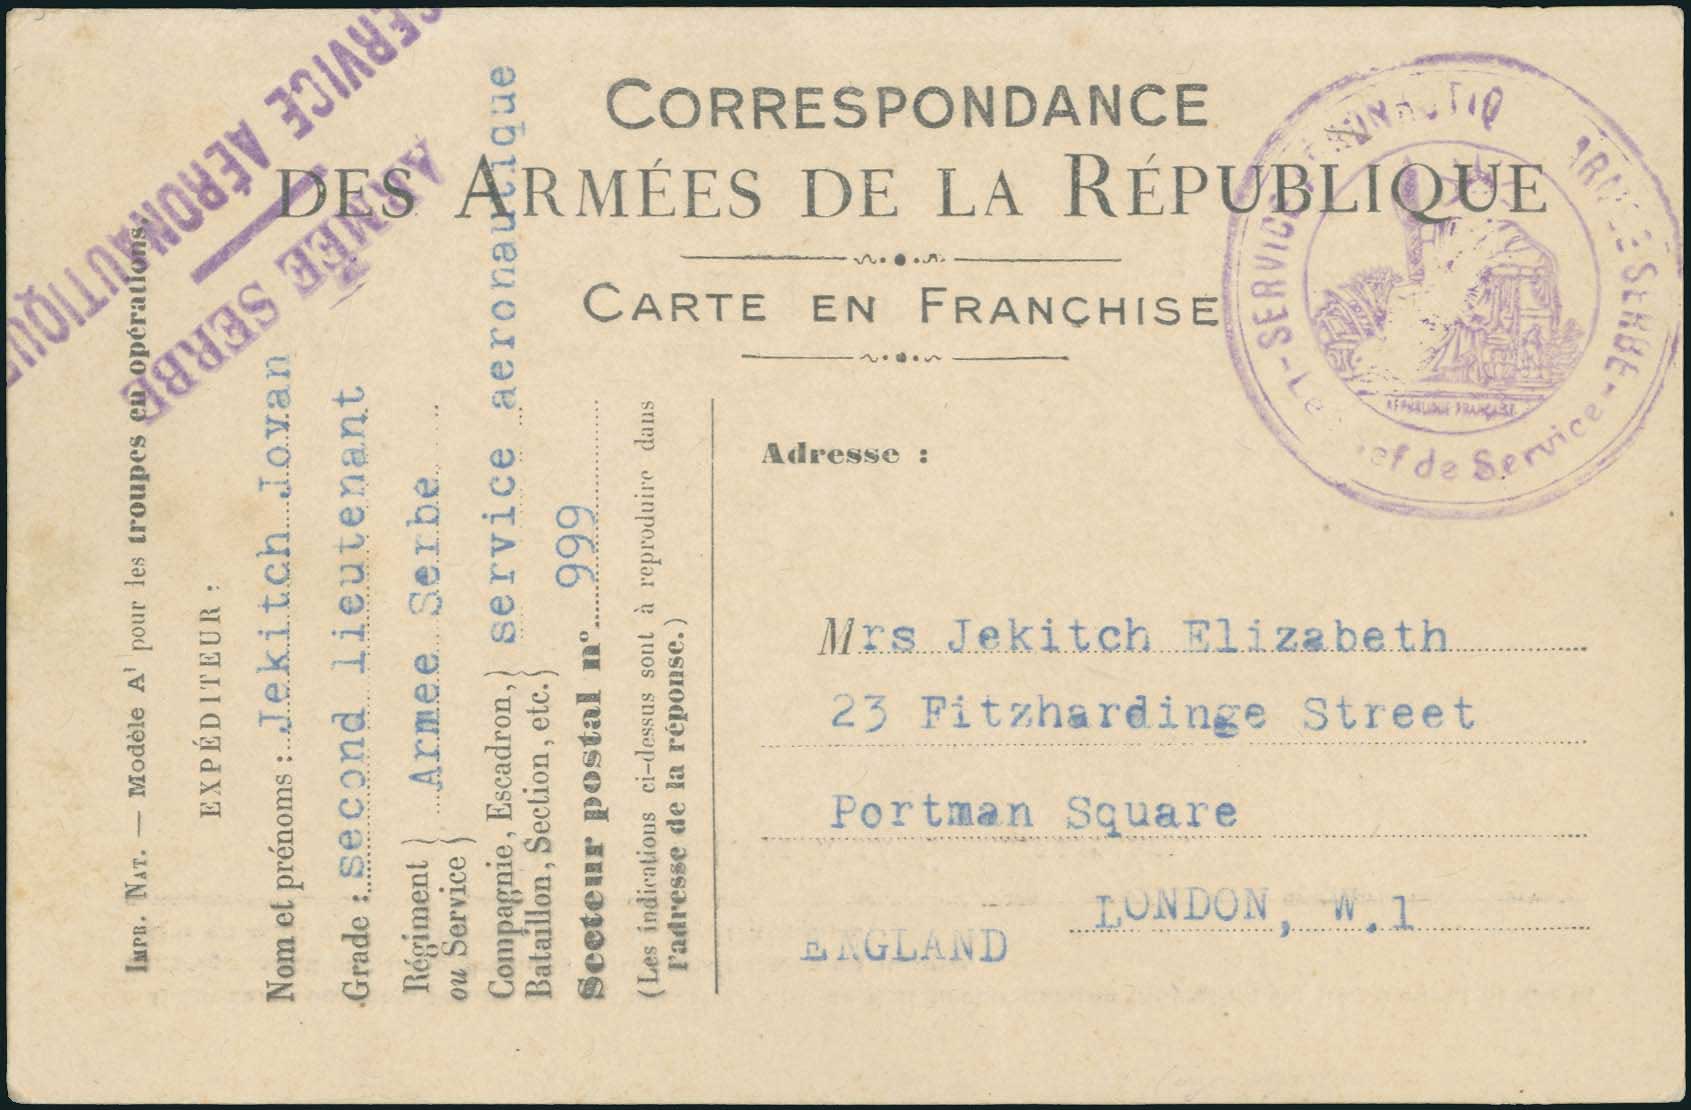 CORRESPONDANCE
DES ARMÉES DE LA RÉPUBLIQUE
CARTE EN FRANCHISE
SERVICE AÉRONAUTIQUE
ARMÉE SERBE
SERVICE ARMÉE SERBE
- Le Chef de Service -
RÉPUBLIQUE FRANÇAISE
IMPR. NAT. — Modèle A¹ pour les troupes en opérations.
EXPÉDITEUR :
Nom et prénoms : Jekitch Jovan
Grade : second lieutenant
Régiment ou Service } Armee Serbe
Compagnie, Escadron, Bataillon, Section, etc. } service aeronautique
Secteur postal n° 999
(Les indications ci-dessus sont à reproduire dans
l'adresse de la réponse.)
Adresse :
Mrs Jekitch Elizabeth
23 Fitzhardinge Street
Portman Square
LONDON, W.1
ENGLAND